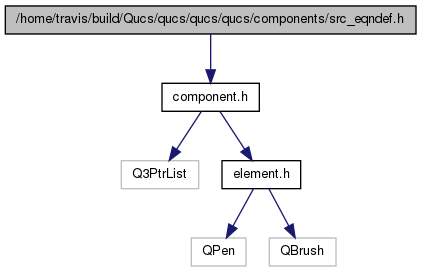 /home/travis/build/Qucs/qucs/qucs/qucs/components/src_eqndef.h
component.h
Q3PtrList
element.h
QPen
QBrush